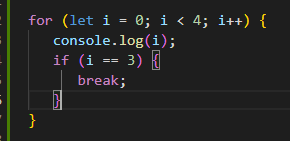 for (let i = 0; i < 4; i++) {
    console.log(i);
    if (i == 3) {
        break;
    }
}